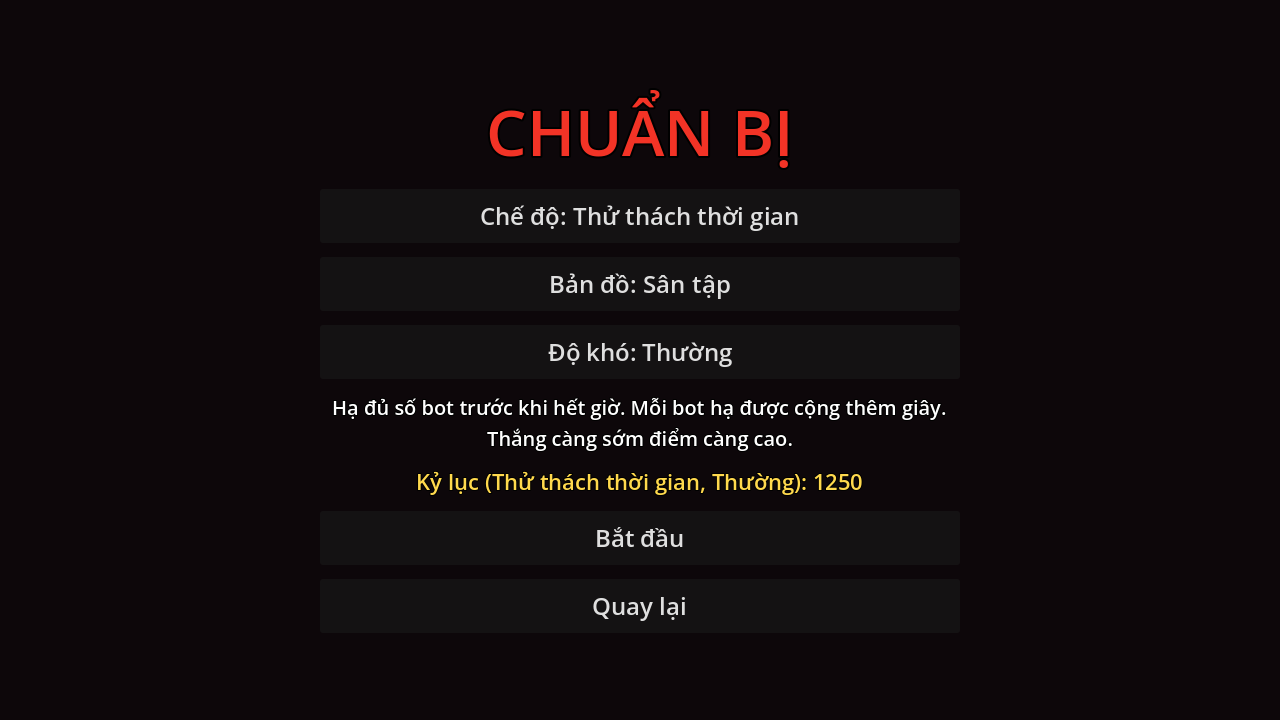 CHUẨN BỊ
Chế độ: Thử thách thời gian
Bản đồ: Sân tập
Độ khó: Thường
Hạ đủ số bot trước khi hết giờ. Mỗi bot hạ được cộng thêm giây.
Thắng càng sớm điểm càng cao.
Kỷ lục (Thử thách thời gian, Thường): 1250
Bắt đầu
Quay lại